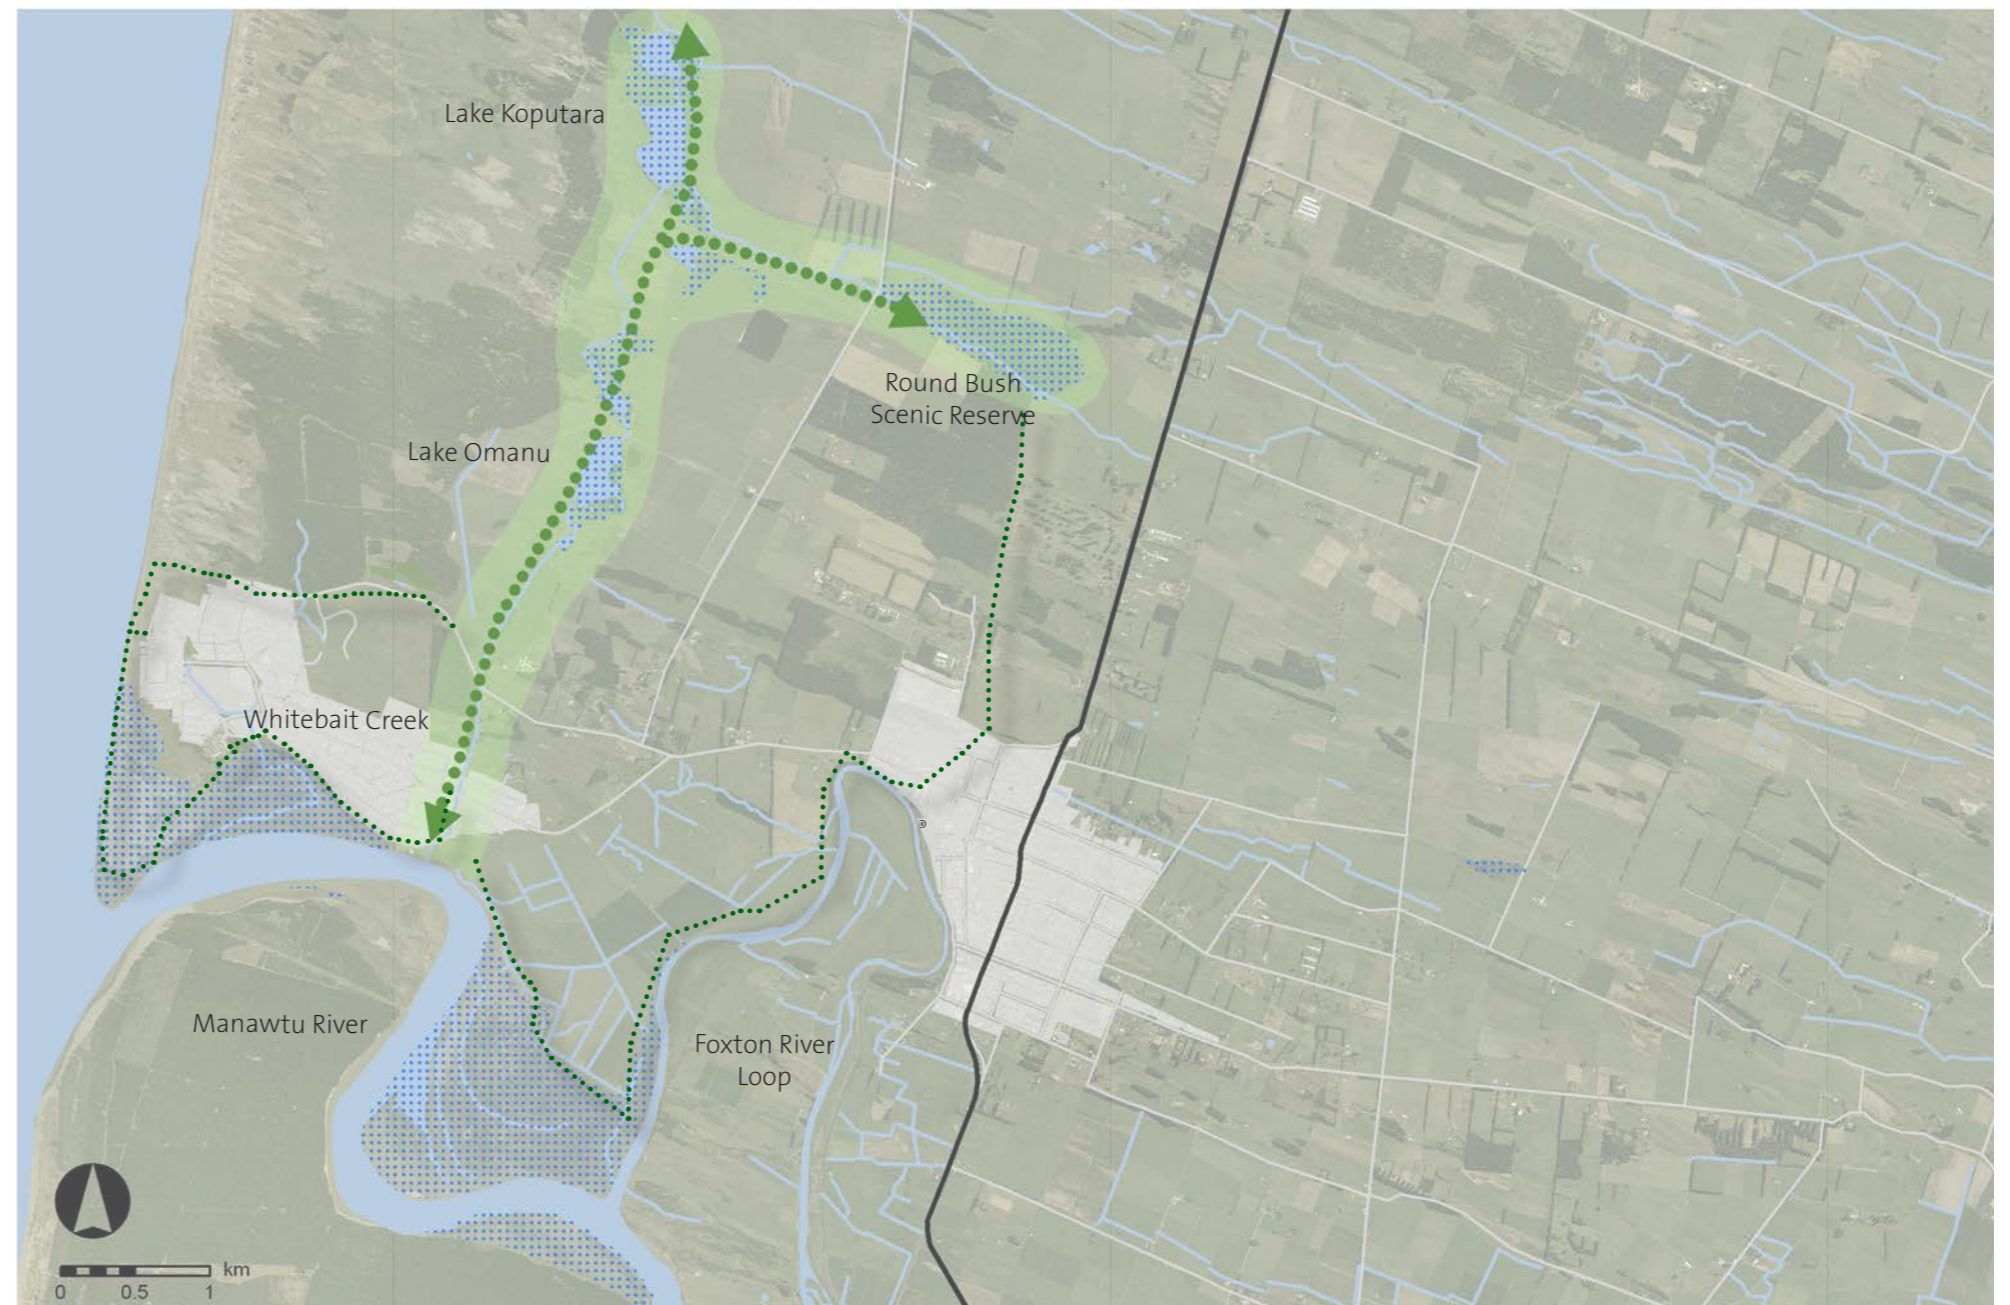 Lake Koputara
Round Bush
Scenic Reserve
Lake Omanu
Whitebait Creek
Manawtu River
Foxton River
Loop
km
0 0.5 1